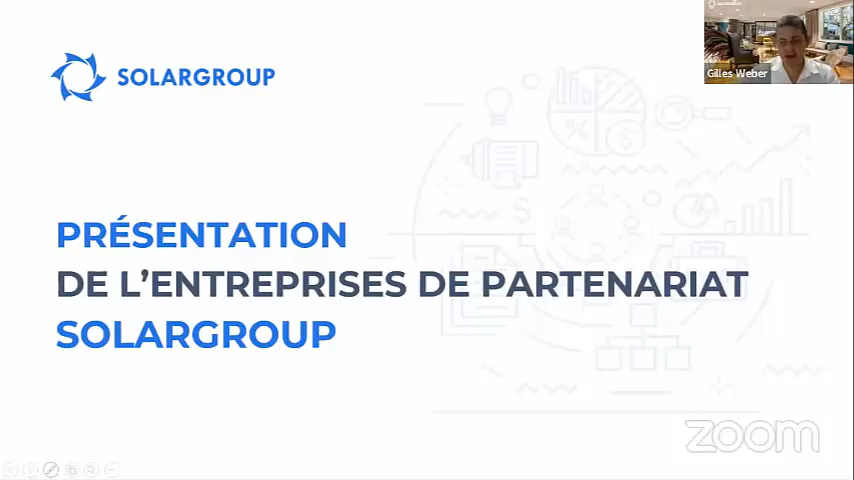 SOLARGROUP
Gilles Weber
PRÉSENTATION
DE L'ENTREPRISES DE PARTENARIAT
SOLARGROUP
zoom